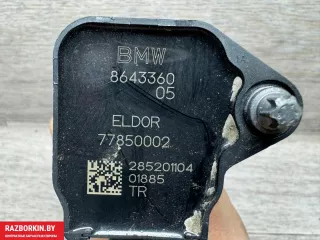 BMW
8643360
05
ELDOR
77850002
285201104
01885
TR
RAZBORKIN.BY